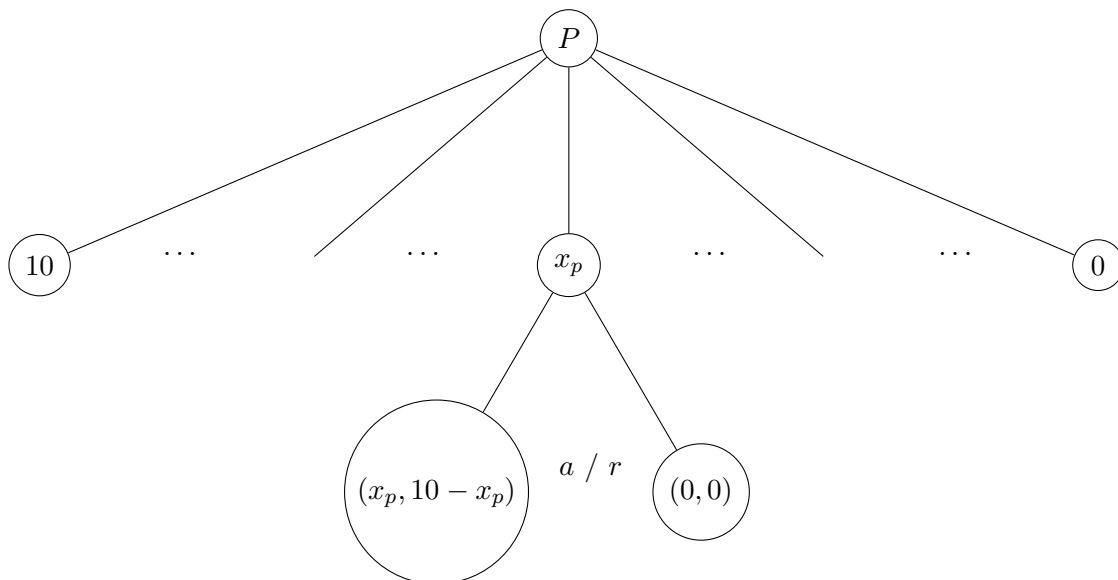 P
10 ... ... x_p ... ... 0
a / r
(x_p, 10 − x_p) (0, 0)